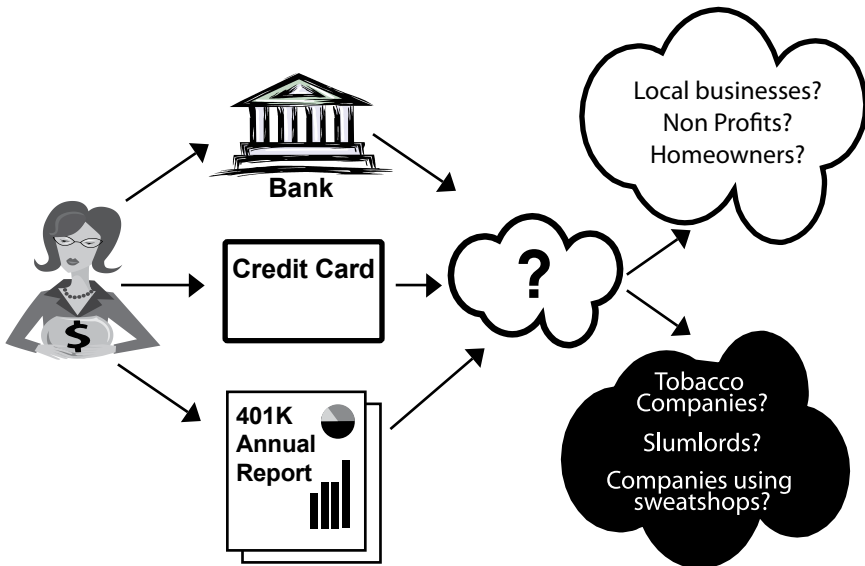 Bank
Credit Card
$
401K
Annual
Report
?
Local businesses?
Non Profits?
Homeowners?
Tobacco
Companies?
Slumlords?
Companies using
sweatshops?